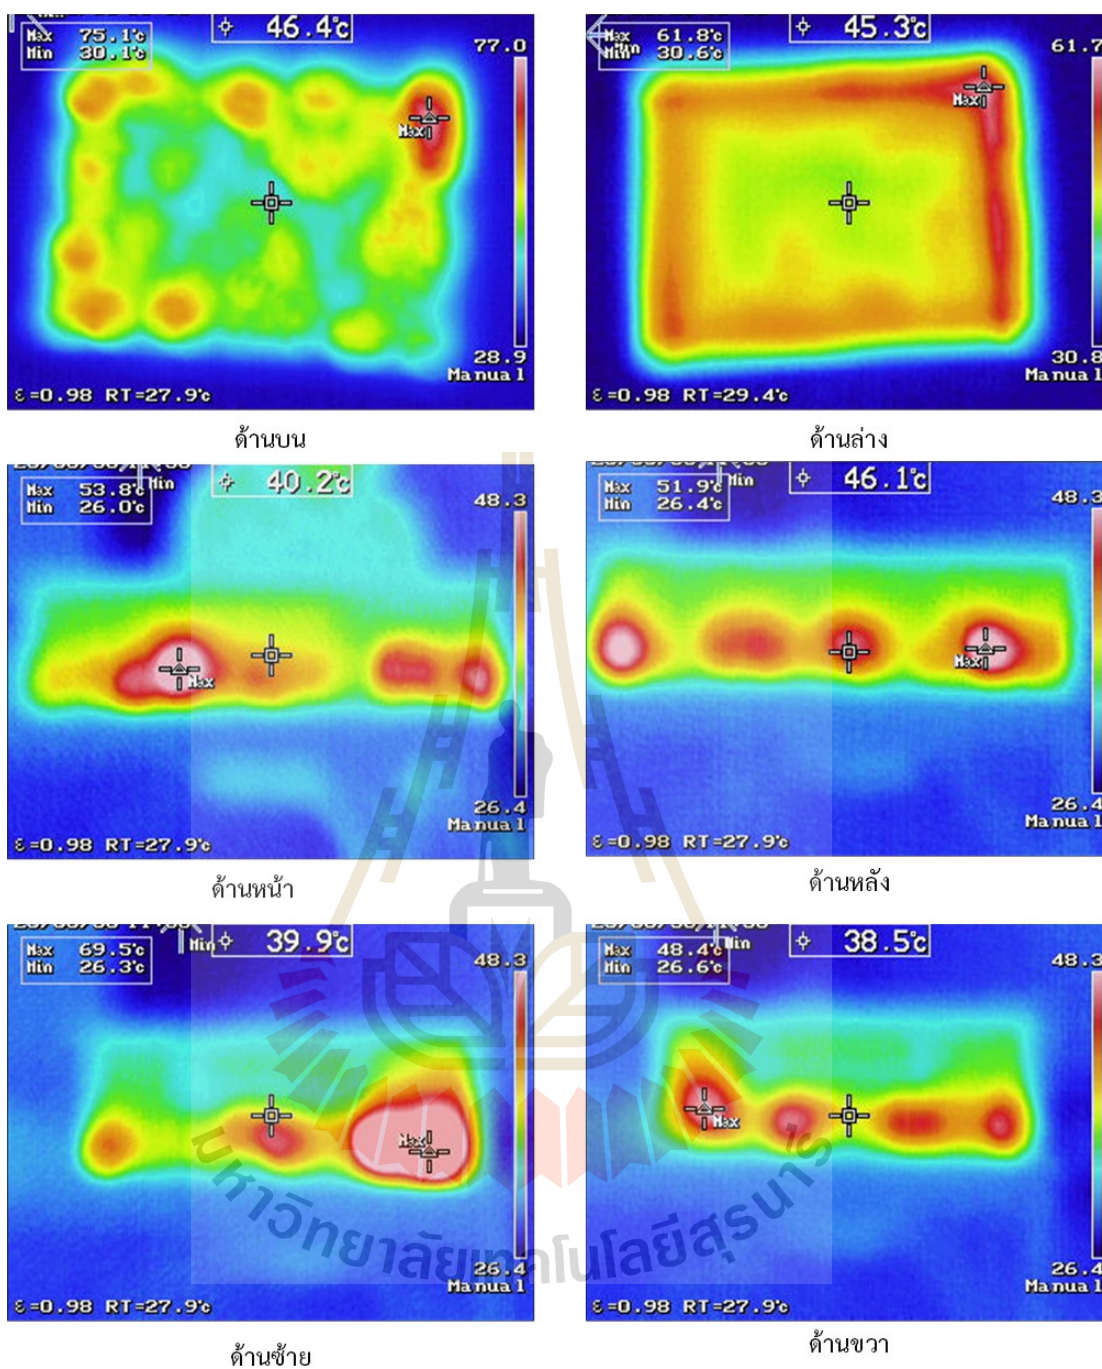 Max 75.1℃
Min 30.1℃
46.4℃
77.0
Max
28.9
Manual
ε=0.98 RT=27.9℃
ด้านบน
Max 61.8℃
Min 30.6℃
Min
45.3℃
61.7
Max
30.8
Manual
ε=0.98 RT=29.4℃
ด้านล่าง
Max 53.8℃
Min 26.0℃
Min
40.2℃
48.3
Max
26.4
Manual
ε=0.98 RT=27.9℃
ด้านหน้า
Max 51.9℃
Min 26.4℃
Min
46.1℃
48.3
Max
26.4
Manual
ε=0.98 RT=27.9℃
ด้านหลัง
Max 69.5℃
Min 26.3℃
Min
39.9℃
48.3
Max
26.4
Manual
ε=0.98 RT=27.9℃
ด้านซ้าย
Max 48.4℃
Min 26.6℃
Min
38.5℃
48.3
Max
26.4
Manual
ε=0.98 RT=27.9℃
ด้านขวา
มหาวิทยาลัยเทคโนโลยีสุรนารี